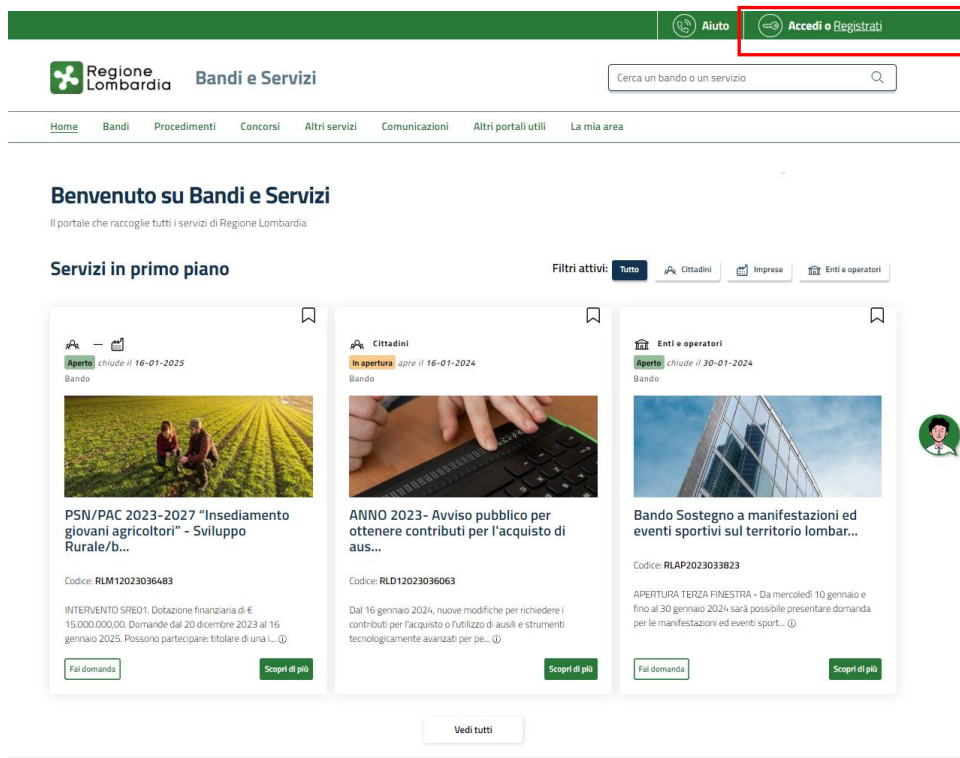 Aiuto
Accedi o Registrati
Regione
Lombardia
Bandi e Servizi
Cerca un bando o un servizio
Home Bandi Procedimenti Concorsi Altri servizi Comunicazioni Altri portali utili La mia area
Benvenuto su Bandi e Servizi
Il portale che raccoglie tutti i servizi di Regione Lombardia
Servizi in primo piano
Filtri attivi: Tutto Cittadini Imprese Enti e operatori
Aperto chiude il 16-01-2025
Bando
PSN/PAC 2023-2027 “Insediamento
giovani agricoltori” - Sviluppo
Rurale/b...
Codice: RLM12023036483
INTERVENTO SRE01. Dotazione finanziaria di €
15.000.000,00. Domande dal 20 dicembre 2023 al 16
gennaio 2025. Possono partecipare: titolare di una i...
Fai domanda Scopri di più
Cittadini
In apertura apre il 16-01-2024
Bando
ANNO 2023- Avviso pubblico per
ottenere contributi per l'acquisto di
aus...
Codice: RLD12023036063
Dal 16 gennaio 2024, nuove modifiche per richiedere i
contributi per l'acquisto o l'utilizzo di ausili e strumenti
tecnologicamente avanzati per pe...
Scopri di più
Enti e operatori
Aperto chiude il 30-01-2024
Bando
Bando Sostegno a manifestazioni ed
eventi sportivi sul territorio lombar...
Codice: RLAP2023033823
APERTURA TERZA FINESTRA - Da mercoledì 10 gennaio e
fino al 30 gennaio 2024 sarà possibile presentare domanda
per le manifestazioni ed eventi sport...
Fai domanda Scopri di più
Vedi tutti